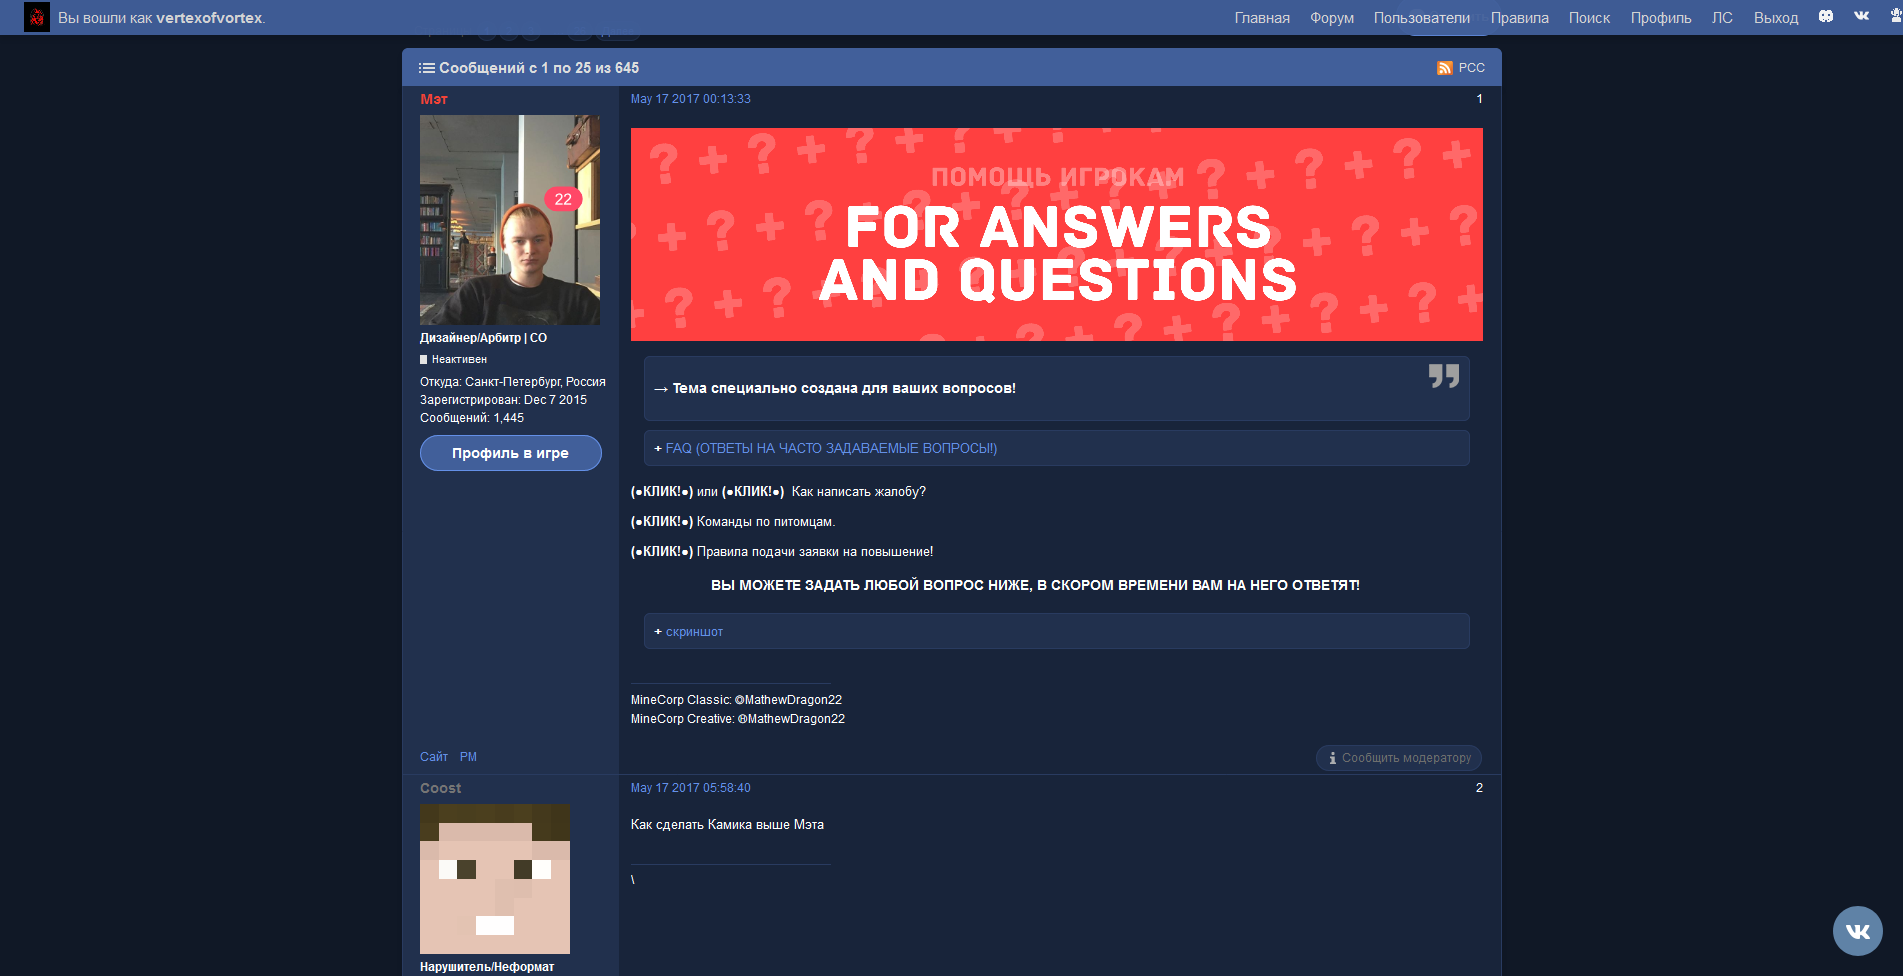 Вы вошли как vertexofvortex.
Главная Форум Пользователи Правила Поиск Профиль ЛС Выход
Сообщений с 1 по 25 из 645
РСС
Мэт
May 17 2017 00:13:33
1
22
ПОМОЩЬ ИГРОКАМ
FOR ANSWERS
AND QUESTIONS
Дизайнер/Арбитр | СО
Неактивен
Откуда: Санкт-Петербург, Россия
Зарегистрирован: Dec 7 2015
Сообщений: 1,445
Профиль в игре
→ Тема специально создана для ваших вопросов!
+ FAQ (ОТВЕТЫ НА ЧАСТО ЗАДАВАЕМЫЕ ВОПРОСЫ!)
(●КЛИК!●) или (●КЛИК!●) Как написать жалобу?
(●КЛИК!●) Команды по питомцам.
(●КЛИК!●) Правила подачи заявки на повышение!
ВЫ МОЖЕТЕ ЗАДАТЬ ЛЮБОЙ ВОПРОС НИЖЕ, В СКОРОМ ВРЕМЕНИ ВАМ НА НЕГО ОТВЕТЯТ!
+ скриншот
MineCorp Classic: ©MathewDragon22
MineCorp Creative: ®MathewDragon22
Сайт PM
Сообщить модератору
Coost
May 17 2017 05:58:40
2
Как сделать Камика выше Мэта
\
Нарушитель/Неформат